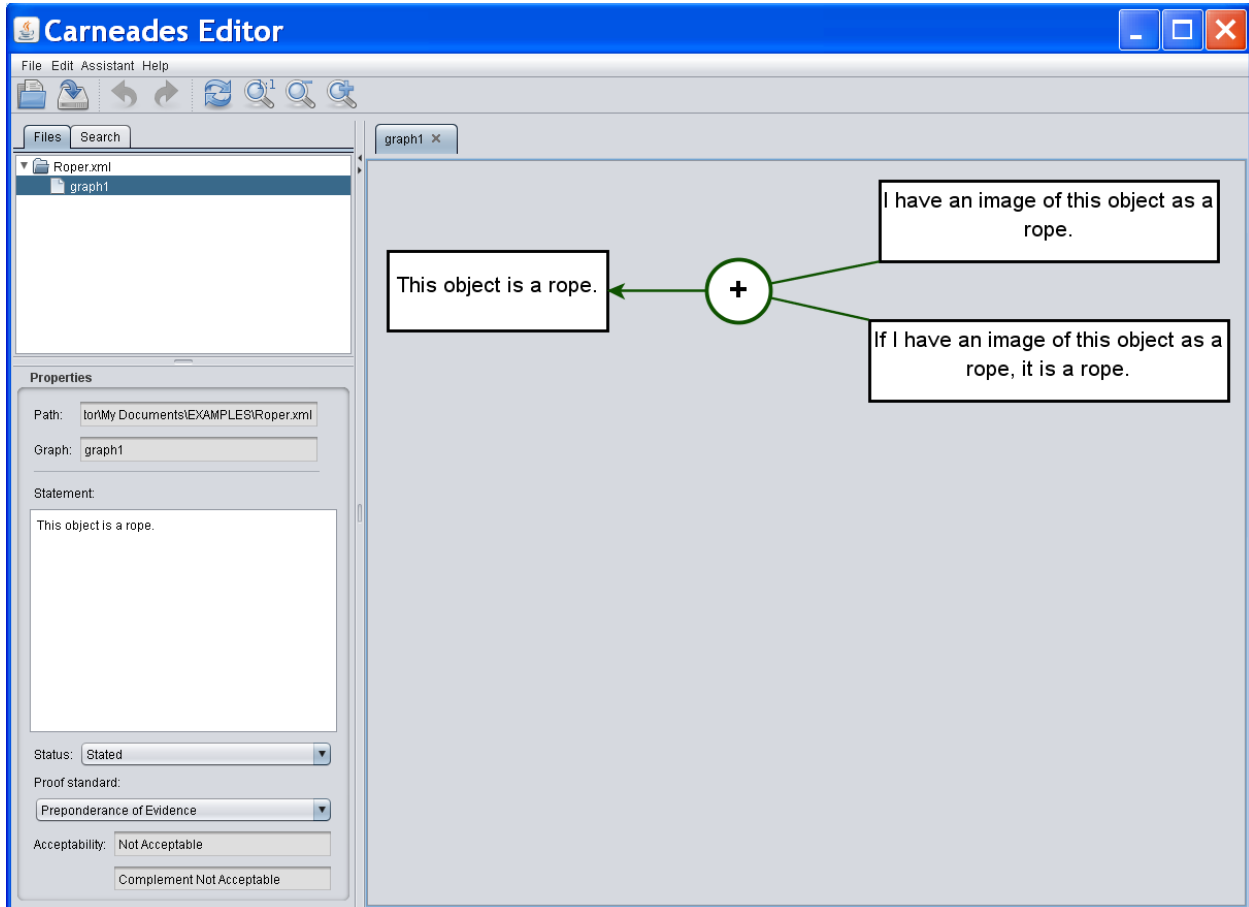 Carneades Editor
File Edit Assistant Help
1
Files Search
Roper.xml
graph1
Properties
Path: tor\My Documents\EXAMPLES\Roper.xml
Graph: graph1
Statement:
This object is a rope.
Status: Stated
Proof standard:
Preponderance of Evidence
Acceptability: Not Acceptable
Complement Not Acceptable
graph1 ×
I have an image of this object as a
rope.
This object is a rope.
+
If I have an image of this object as a
rope, it is a rope.